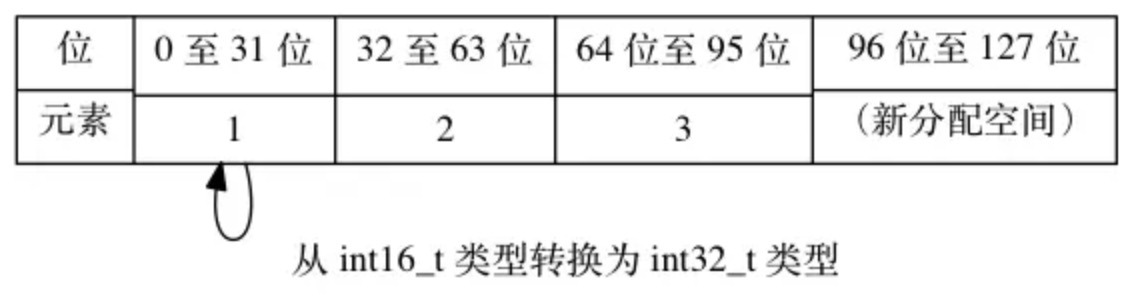 位 0 至 31 位 32 至 63 位 64 位至 95 位 96 位至 127 位
元素 1 2 3 （新分配空间）
从 int16_t 类型转换为 int32_t 类型